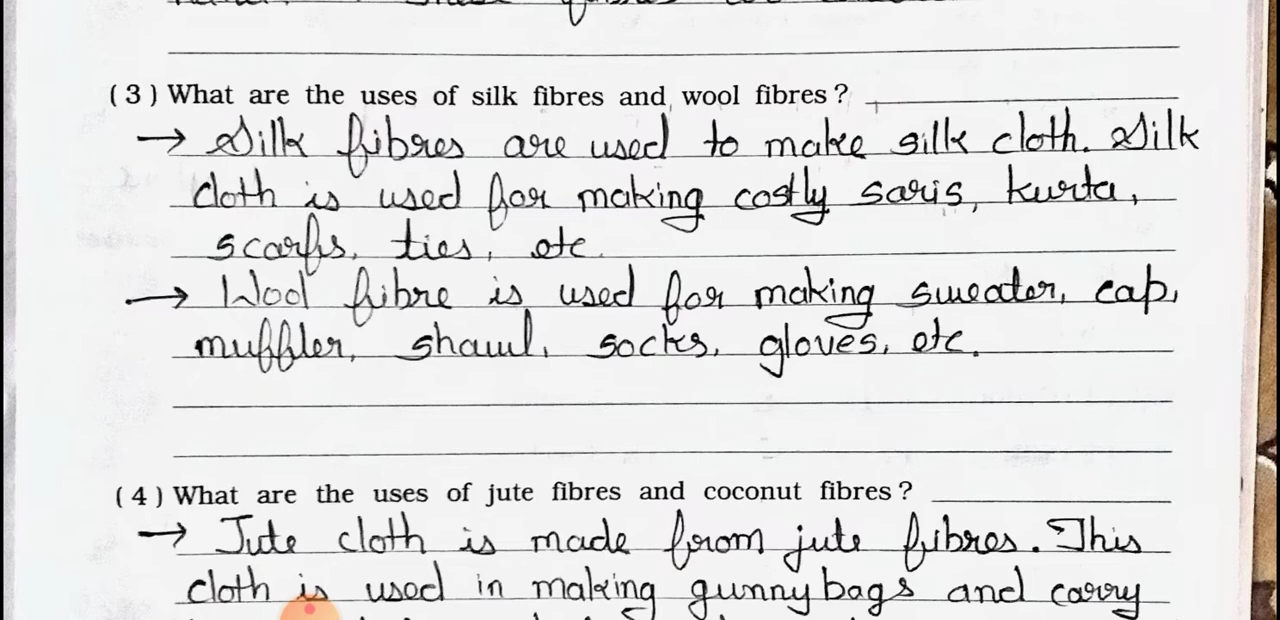 (3) What are the uses of silk fibres and wool fibres?
→ Silk fibres are used to make silk cloth. Silk
cloth is used for making costly saris, kurta,
scarfs, ties, etc.
→ Wool fibre is used for making sweater, cap,
muffler, shawl, socks, gloves, etc.
(4) What are the uses of jute fibres and coconut fibres?
→ Jute cloth is made from jute fibres. This
cloth is used in making gunny bags and carry